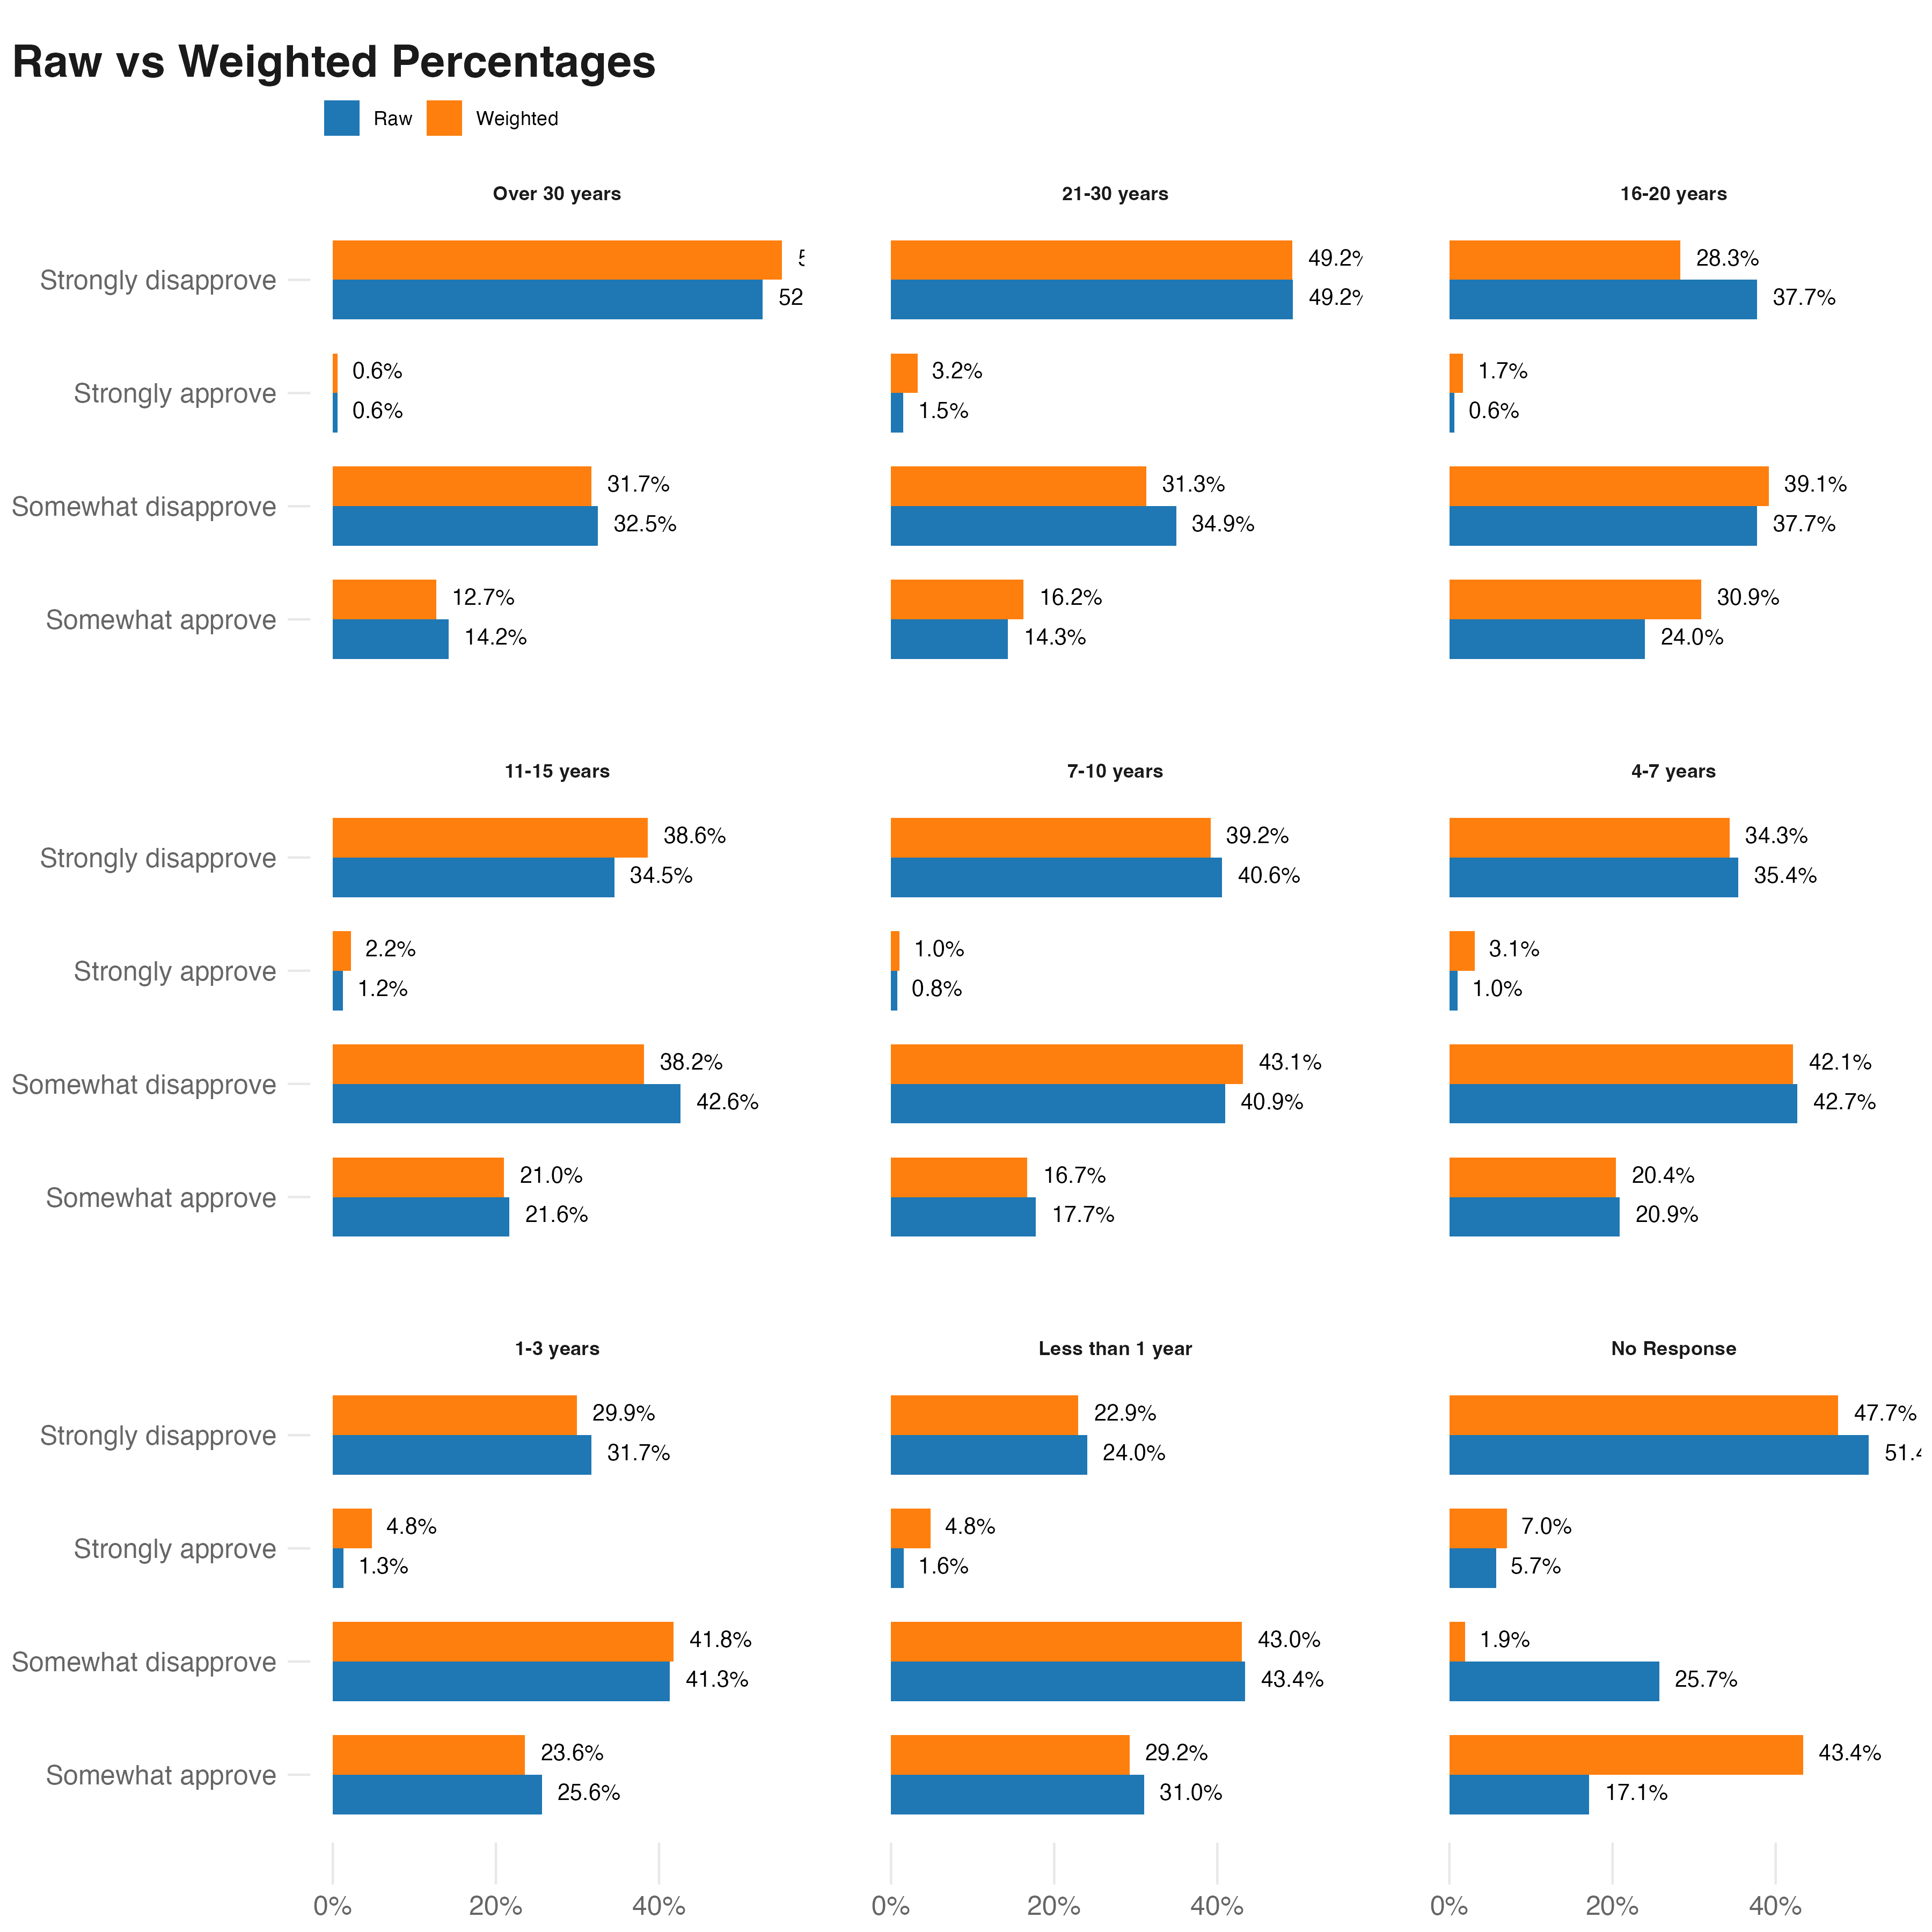 Raw vs Weighted Percentages
Raw Weighted
Over 30 years 21-30 years 16-20 years
Strongly disapprove 49.2% 28.3%
52 49.2% 37.7%
Strongly approve 0.6% 3.2% 1.7%
0.6% 1.5% 0.6%
Somewhat disapprove 31.7% 31.3% 39.1%
32.5% 34.9% 37.7%
Somewhat approve 12.7% 16.2% 30.9%
14.2% 14.3% 24.0%
11-15 years 7-10 years 4-7 years
Strongly disapprove 38.6% 39.2% 34.3%
34.5% 40.6% 35.4%
Strongly approve 2.2% 1.0% 3.1%
1.2% 0.8% 1.0%
Somewhat disapprove 38.2% 43.1% 42.1%
42.6% 40.9% 42.7%
Somewhat approve 21.0% 16.7% 20.4%
21.6% 17.7% 20.9%
1-3 years Less than 1 year No Response
Strongly disapprove 29.9% 22.9% 47.7%
31.7% 24.0% 51.4
Strongly approve 4.8% 4.8% 7.0%
1.3% 1.6% 5.7%
Somewhat disapprove 41.8% 43.0% 1.9%
41.3% 43.4% 25.7%
Somewhat approve 23.6% 29.2% 43.4%
25.6% 31.0% 17.1%
0% 20% 40% 0% 20% 40% 0% 20% 40%